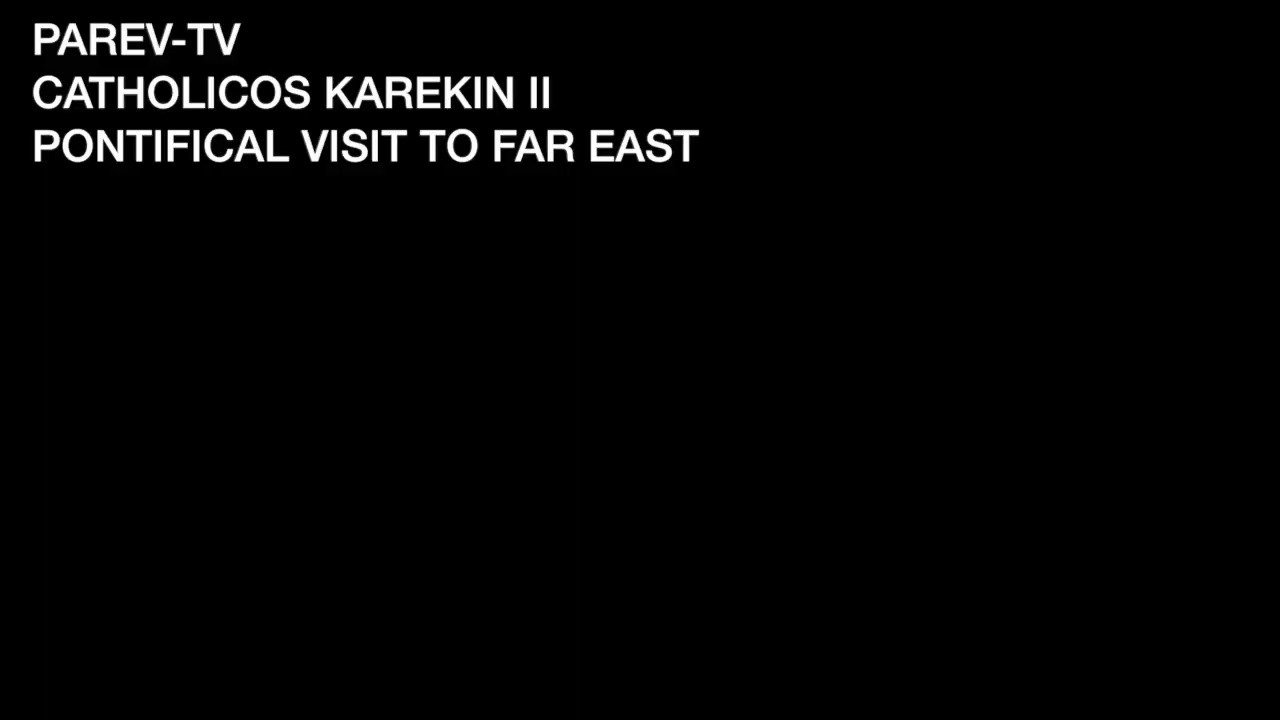 PAREV-TV
CATHOLICOS KAREKIN II
PONTIFICAL VISIT TO FAR EAST